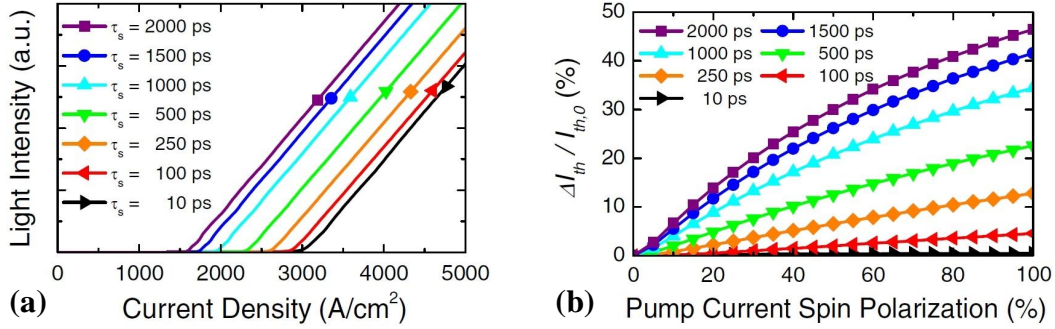 (a)
Light Intensity (a.u.)
τs = 2000 ps
τs = 1500 ps
τs = 1000 ps
τs = 500 ps
τs = 250 ps
τs = 100 ps
τs = 10 ps
0 1000 2000 3000 4000 5000
Current Density (A/cm²)
(b)
ΔIth / Ith,0 (%)
50
40
30
20
10
0
2000 ps 1500 ps
1000 ps 500 ps
250 ps 100 ps
10 ps
0 20 40 60 80 100
Pump Current Spin Polarization (%)